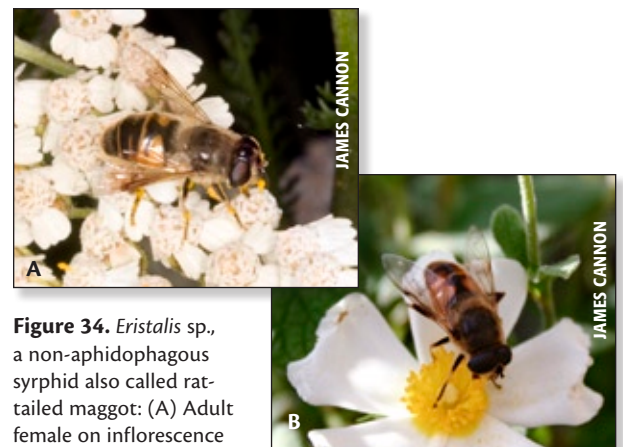 JAMES CANNON
A
JAMES CANNON
B
Figure 34. Eristalis sp.,
a non-aphidophagous
syrphid also called rat-
tailed maggot: (A) Adult
female on inflorescence